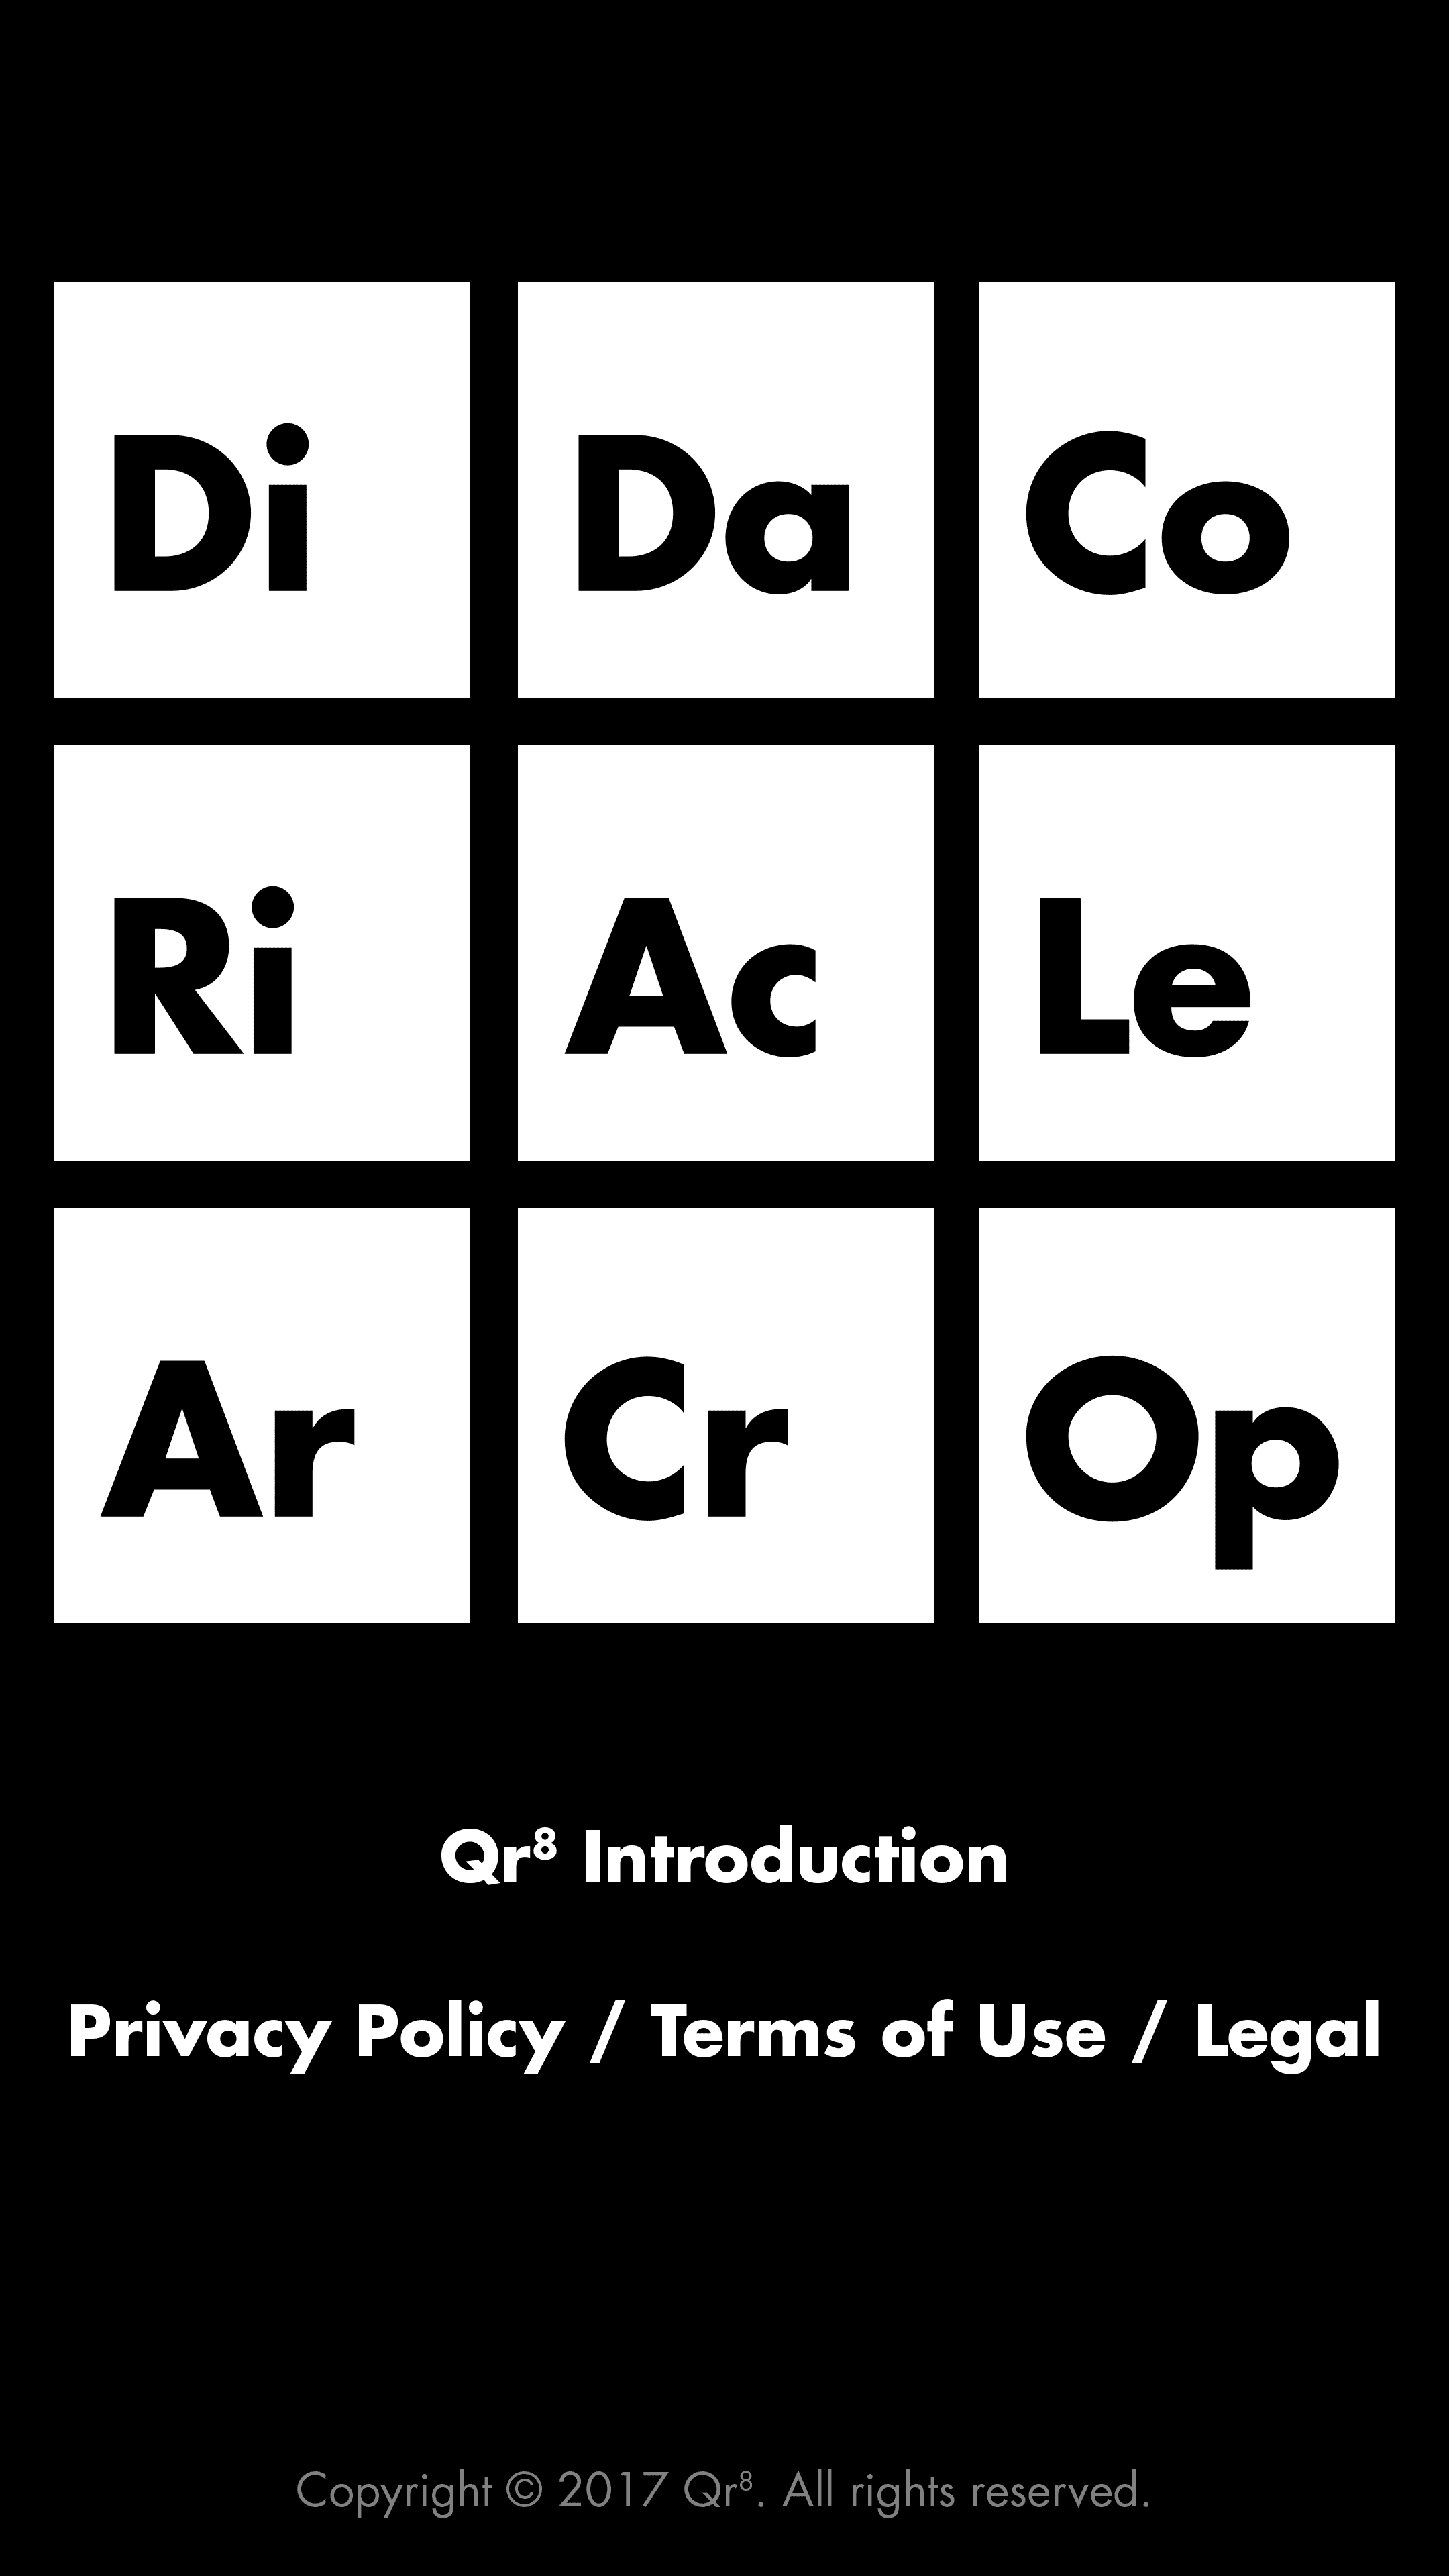 Di Da Co
Ri Ac Le
Ar Cr Op
Qr⁸ Introduction
Privacy Policy / Terms of Use / Legal
Copyright © 2017 Qr⁸. All rights reserved.